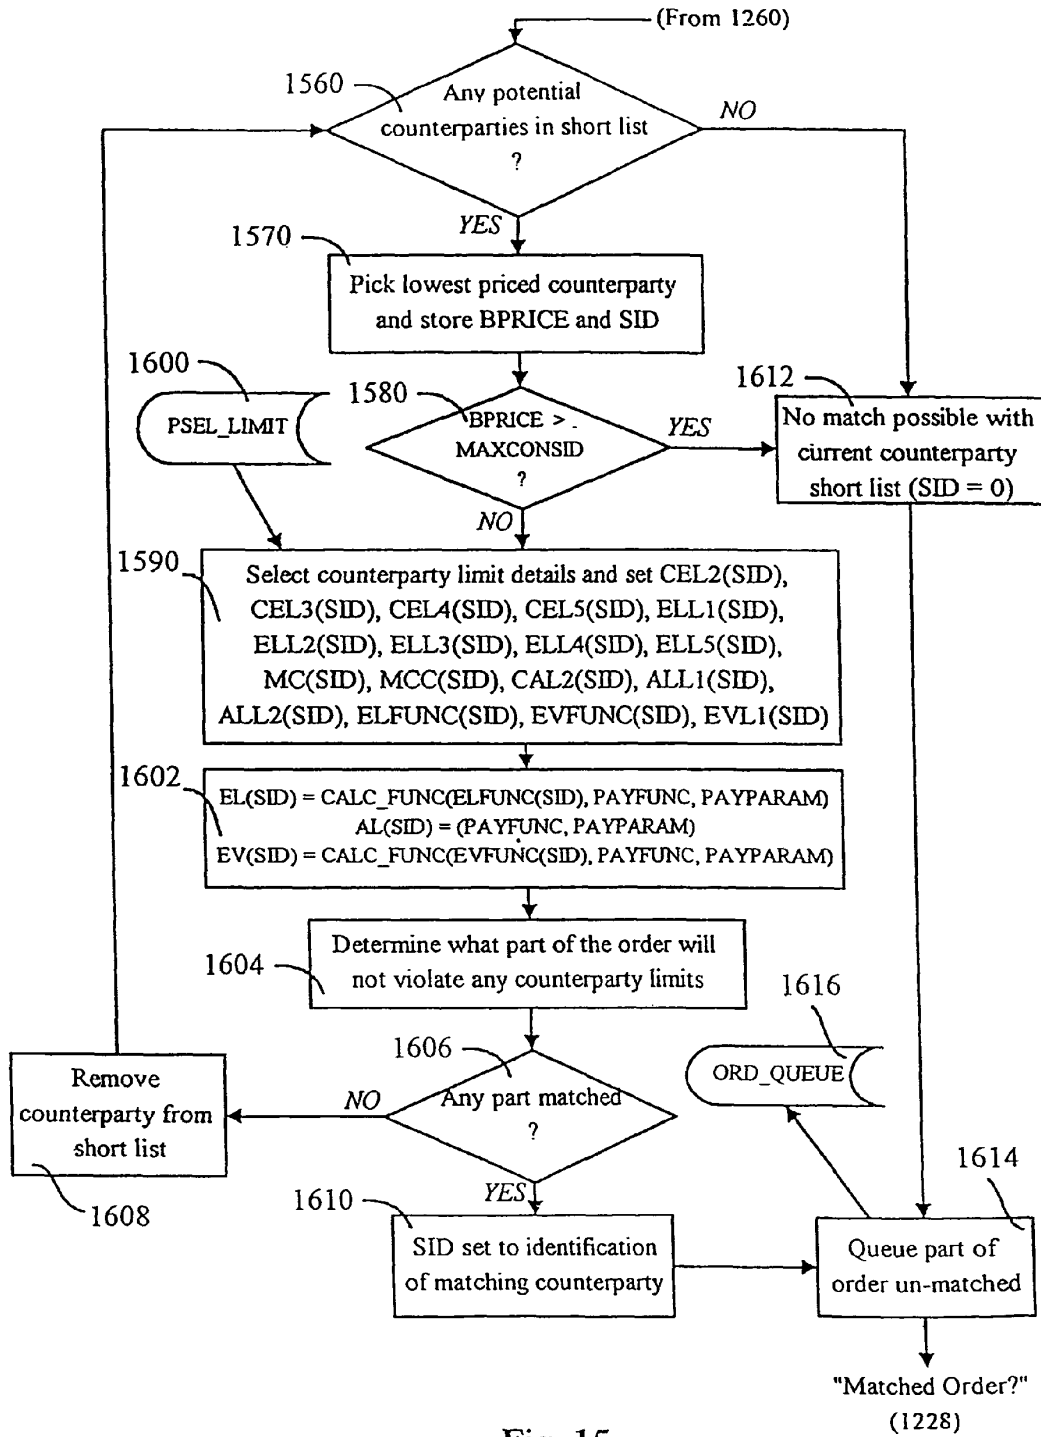 (From 1260)
1560
Any potential
counterparties in short list
?
NO
YES
1570
Pick lowest priced counterparty
and store BPRICE and SID
1600
PSEL_LIMIT
1580
BPRICE >
MAXCONSID
?
YES
NO
1612
No match possible with
current counterparty
short list (SID = 0)
1590
Select counterparty limit details and set CEL2(SID),
CEL3(SID), CEL4(SID), CEL5(SID), ELL1(SID),
ELL2(SID), ELL3(SID), ELL4(SID), ELL5(SID),
MC(SID), MCC(SID), CAL2(SID), ALL1(SID),
ALL2(SID), ELFUNC(SID), EVFUNC(SID), EVL1(SID)
1602
EL(SID) = CALC_FUNC(ELFUNC(SID), PAYFUNC, PAYPARAM)
AL(SID) = (PAYFUNC, PAYPARAM)
EV(SID) = CALC_FUNC(EVFUNC(SID), PAYFUNC, PAYPARAM)
1604
Determine what part of the order will
not violate any counterparty limits
1606
Any part matched
?
NO
YES
1616
ORD_QUEUE
Remove
counterparty from
short list
1608
1610
SID set to identification
of matching counterparty
1614
Queue part of
order un-matched
"Matched Order?"
(1228)
Fig. 15